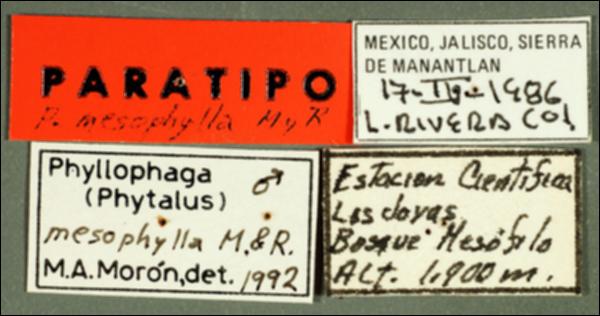 PARATIPO
P. mesophylla M y R
MEXICO, JALISCO, SIERRA
DE MANANTLAN
17-IV-1986
L. RIVERA Col
Phyllophaga ♂
(Phytalus)
mesophylla M.&R.
M.A. Morón, det. 1992
Estacion Cientifica
Las Joyas,
Bosque Mesófilo
Alt. 1,900 m.